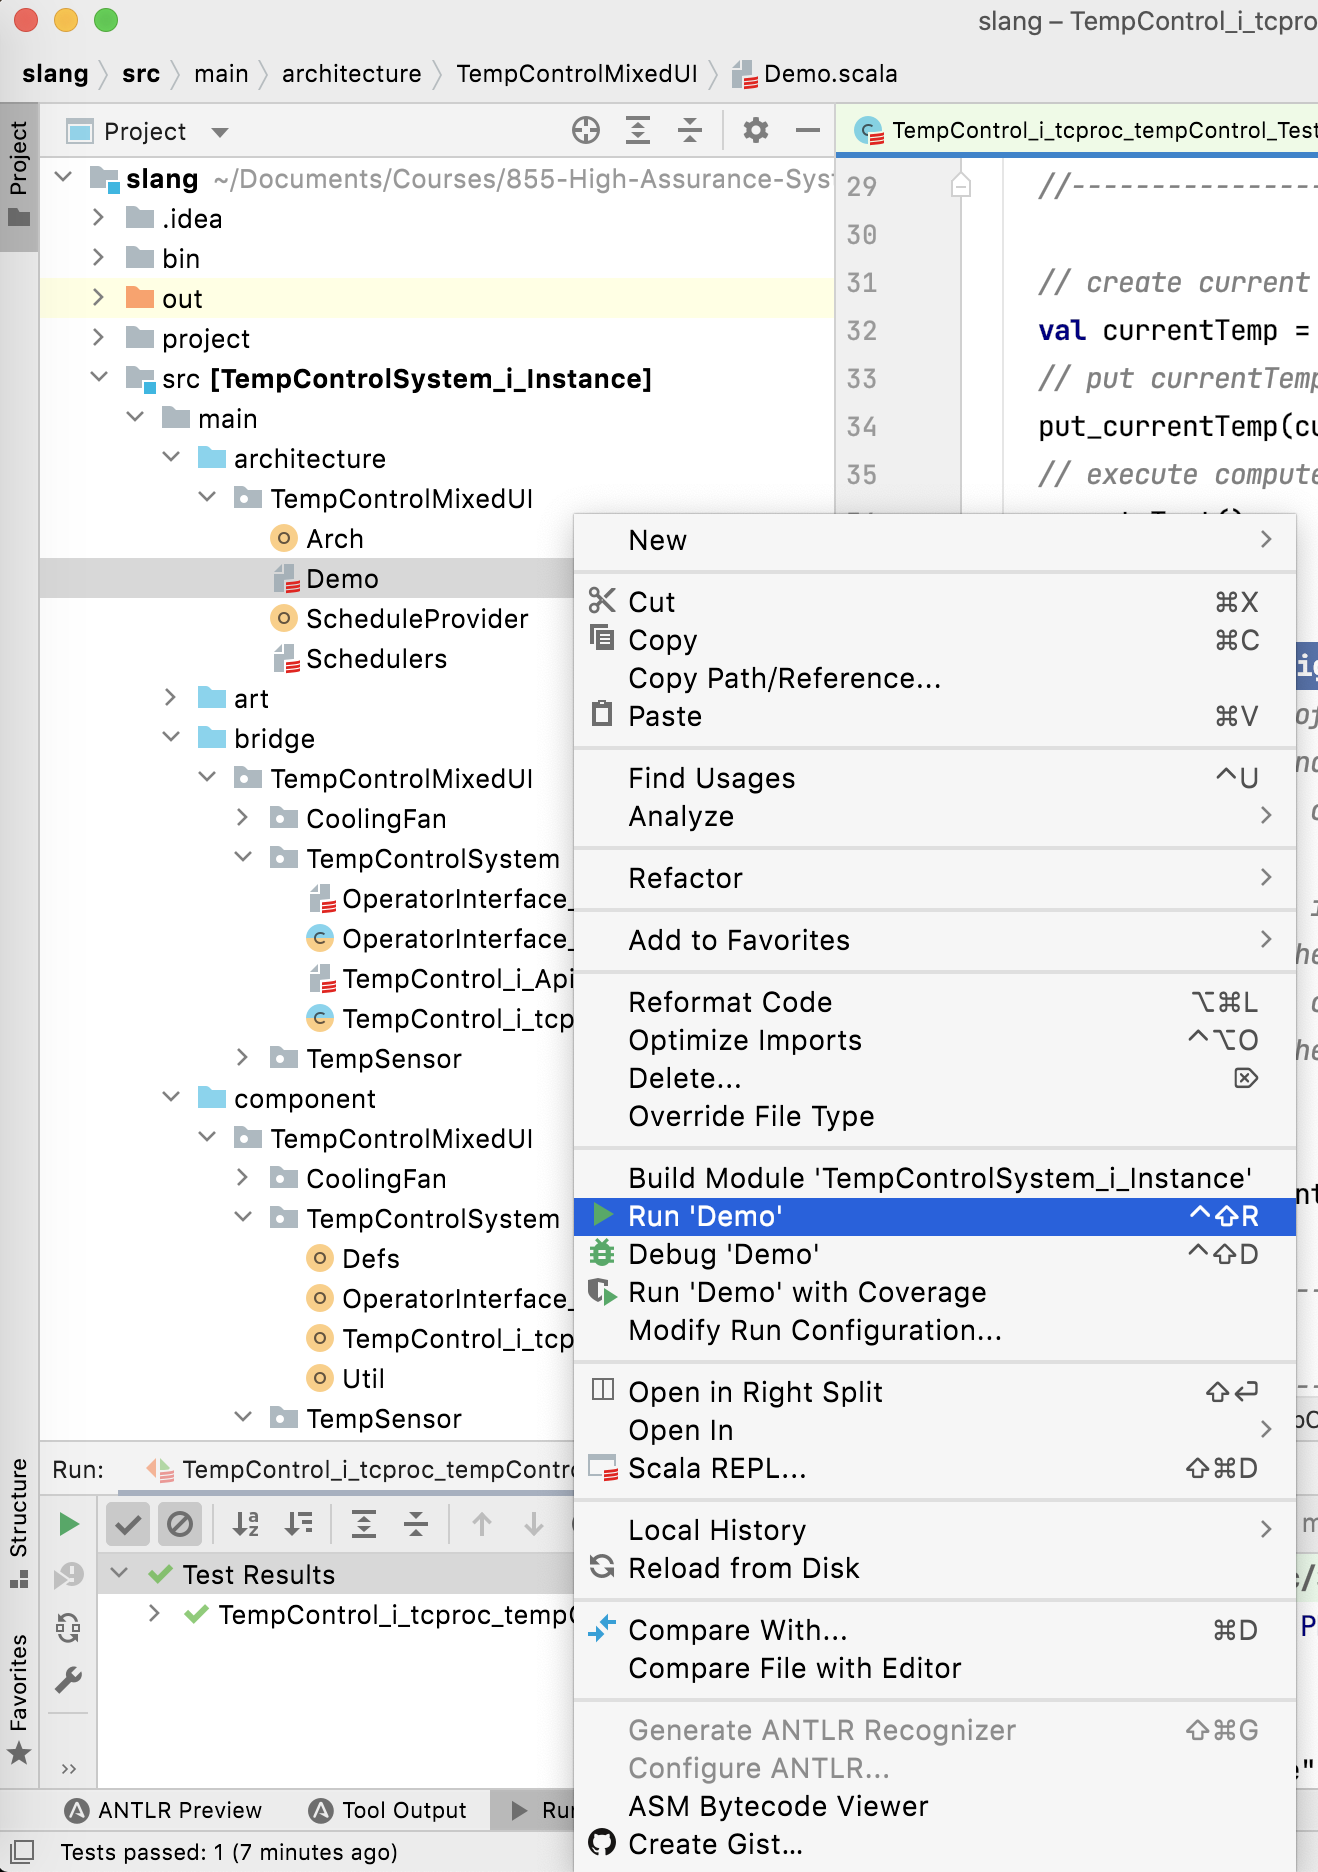 slang – TempControl_i_tcpro
slang src main architecture TempControlMixedUI Demo.scala
Project
Project
TempControl_i_tcproc_tempControl_Test
slang ~/Documents/Courses/855-High-Assurance-Sys
.idea
bin
out
project
src [TempControlSystem_i_Instance]
main
architecture
TempControlMixedUI
Arch
Demo
ScheduleProvider
Schedulers
art
bridge
TempControlMixedUI
CoolingFan
TempControlSystem
OperatorInterface_
OperatorInterface_
TempControl_i_Api
TempControl_i_tcp
TempSensor
component
TempControlMixedUI
CoolingFan
TempControlSystem
Defs
OperatorInterface_
TempControl_i_tcp
Util
TempSensor
29 //----------------
30
31 // create current
32 val currentTemp =
33 // put currentTemp
34 put_currentTemp(cu
35 // execute compute
New
Cut ⌘X
Copy ⌘C
Copy Path/Reference...
Paste ⌘V
Find Usages ^U
Analyze
Refactor
Add to Favorites
Reformat Code ⌥⌘L
Optimize Imports ^⌥O
Delete... ⌦
Override File Type
Build Module 'TempControlSystem_i_Instance'
Run 'Demo' ^⇧R
Debug 'Demo' ^⇧D
Run 'Demo' with Coverage
Modify Run Configuration...
Open in Right Split ⇧↩
Open In
Scala REPL... ⇧⌘D
Local History
Reload from Disk
Compare With... ⌘D
Compare File with Editor
Generate ANTLR Recognizer ⇧⌘G
Configure ANTLR...
ASM Bytecode Viewer
Create Gist...
Structure
Favorites
Run: TempControl_i_tcproc_tempContro
Test Results
TempControl_i_tcproc_temp
ANTLR Preview Tool Output Run
Tests passed: 1 (7 minutes ago)